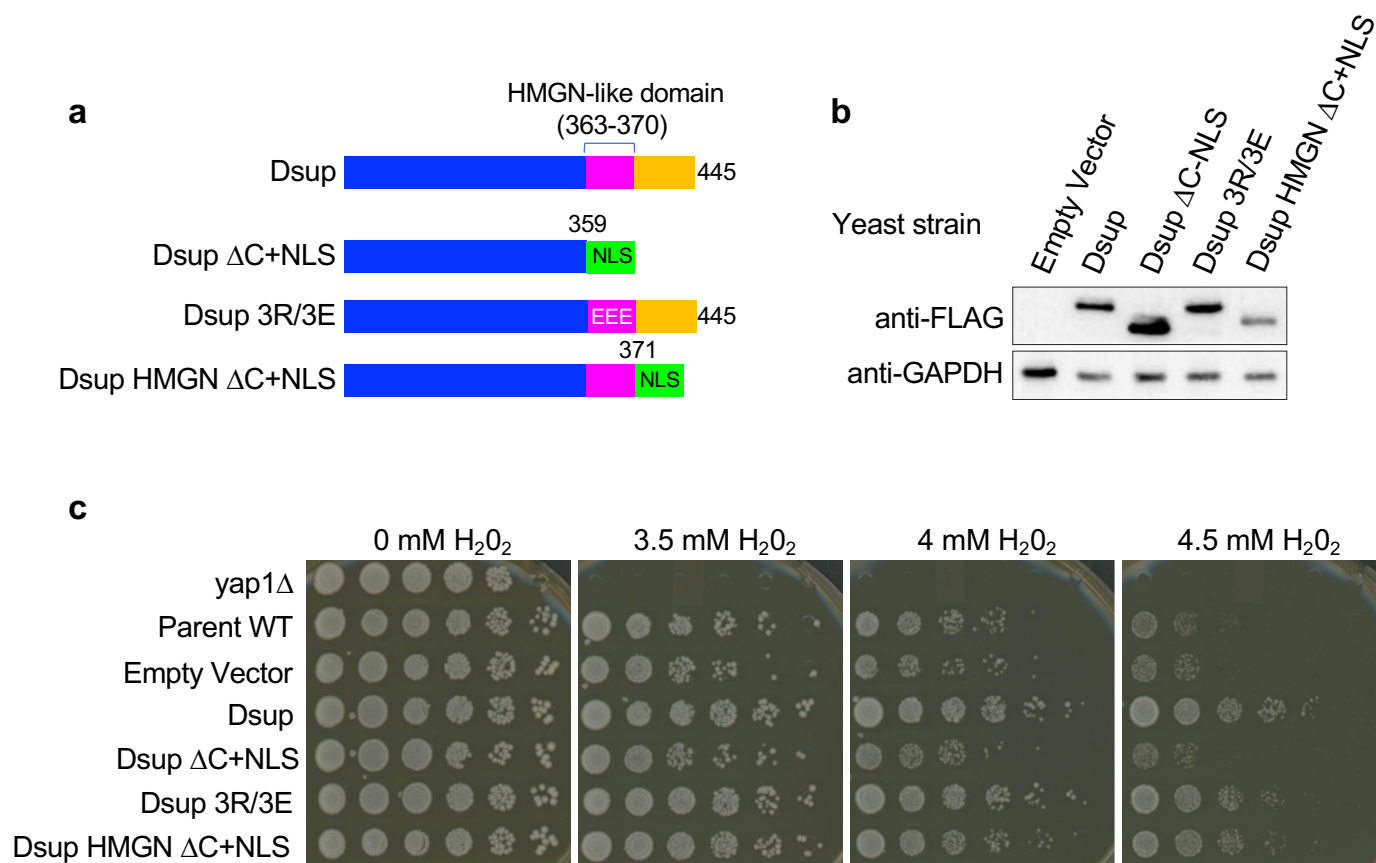 a
HMGN-like domain
(363-370)
Dsup
445
359
Dsup ΔC+NLS
NLS
Dsup 3R/3E
EEE
445
371
Dsup HMGN ΔC+NLS
NLS
b
Yeast strain
Empty Vector
Dsup
Dsup ΔC-NLS
Dsup 3R/3E
Dsup HMGN ΔC+NLS
anti-FLAG
anti-GAPDH
c
0 mM H₂0₂
3.5 mM H₂0₂
4 mM H₂0₂
4.5 mM H₂0₂
yap1Δ
Parent WT
Empty Vector
Dsup
Dsup ΔC+NLS
Dsup 3R/3E
Dsup HMGN ΔC+NLS